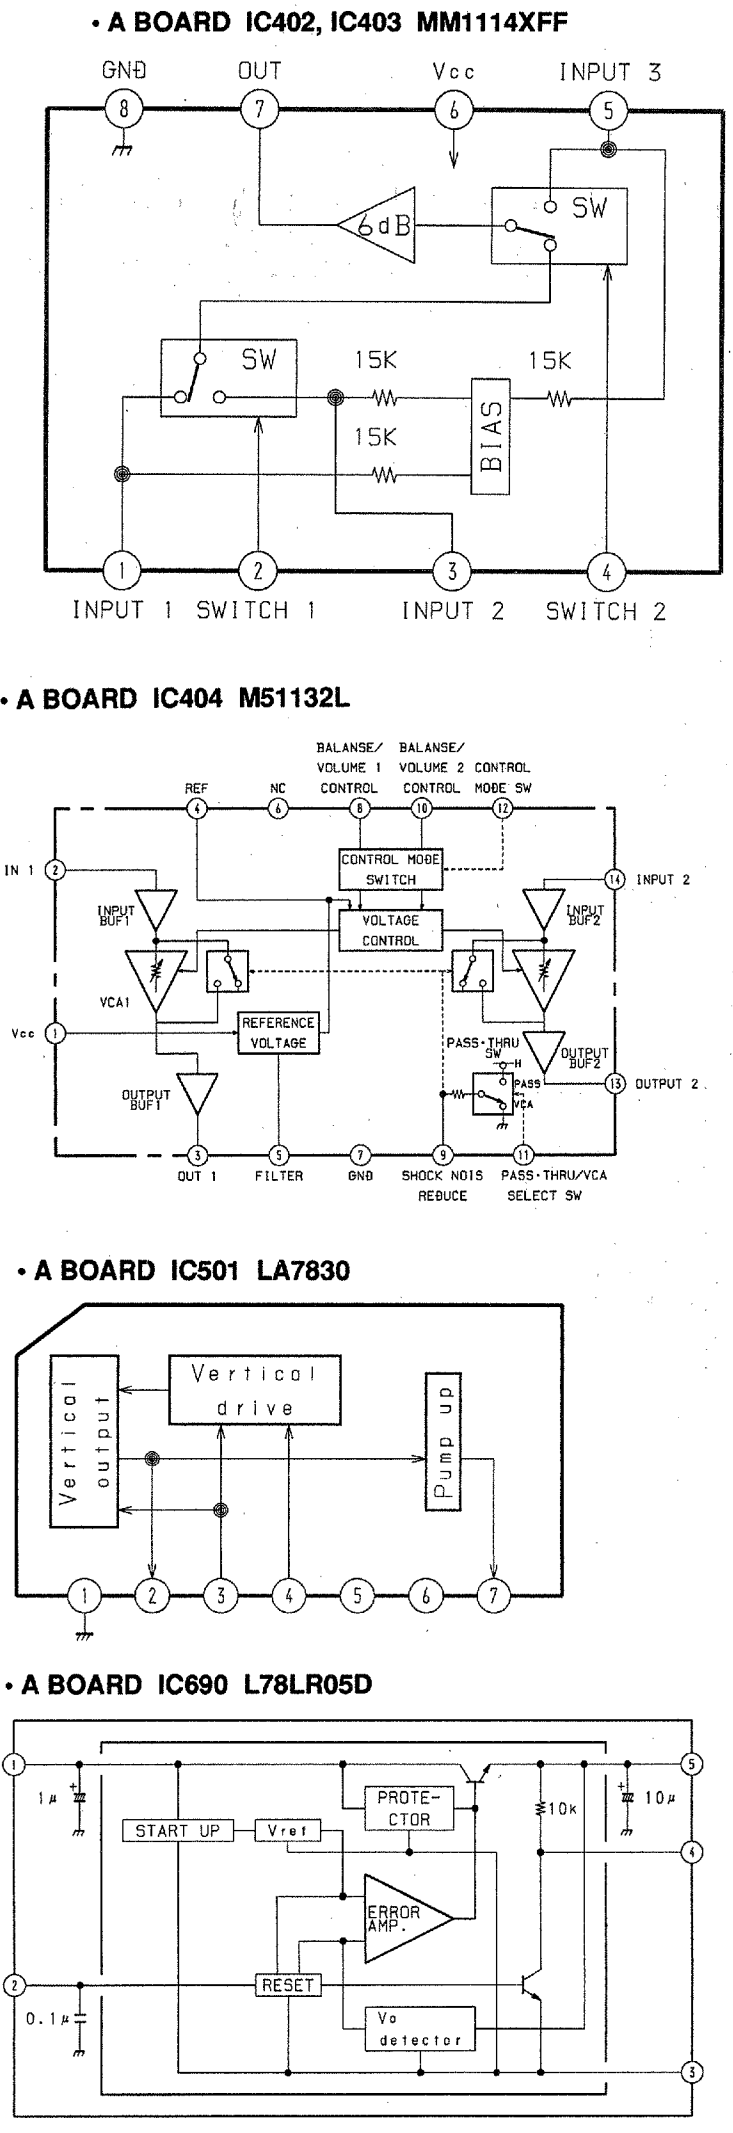 • A BOARD IC402, IC403 MM1114XFF
GND OUT Vcc INPUT 3
8 7 6 5
6dB SW
SW 15K 15K
15K
BIAS
1 2 3 4
INPUT 1 SWITCH 1 INPUT 2 SWITCH 2
• A BOARD IC404 M51132L
BALANSE/ BALANSE/
VOLUME 1 VOLUME 2 CONTROL
REF NC CONTROL CONTROL MODE SW
4 6 8 10 12
IN 1 2
CONTROL MODE
SWITCH
14 INPUT 2
INPUT
BUF1
VOLTAGE
CONTROL
INPUT
BUF2
VCA1
Vcc 1
REFERENCE
VOLTAGE
PASS·THRU
SW
H
PASS
VCA
OUTPUT
BUF2
13 OUTPUT 2
OUTPUT
BUF1
3 5 7 9 11
OUT 1 FILTER GND SHOCK NOIS PASS·THRU/VCA
REDUCE SELECT SW
• A BOARD IC501 LA7830
Vertical
output
Vertical
drive
Pump up
1 2 3 4 5 6 7
• A BOARD IC690 L78LR05D
1 5
1μ +
PROTE-
CTOR
10k
+ 10μ
START UP Vref
4
ERROR
AMP.
2 RESET
0.1μ
Vo
detector
3